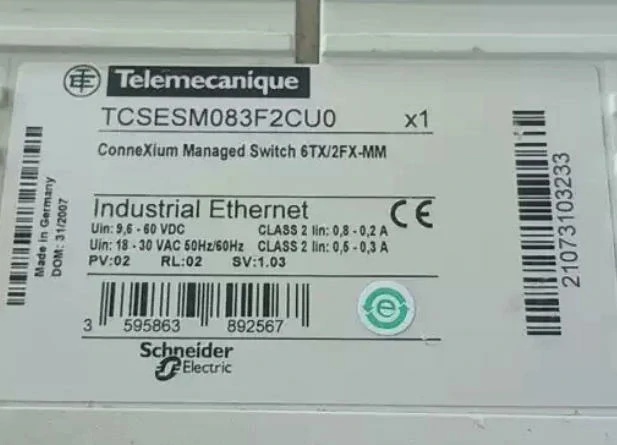 Telemecanique
TCSESM083F2CU0 x1
ConneXium Managed Switch 6TX/2FX-MM
Made in Germany
DOM: 31/2007
Industrial Ethernet CE
Uin: 9,6 - 60 VDC CLASS 2 Iin: 0,8 - 0,2 A
Uin: 18 - 30 VAC 50Hz/60Hz CLASS 2 Iin: 0,5 - 0,3 A
PV:02 RL:02 SV:1.03
21073103233
3 595863 892567
e
Schneider
Electric